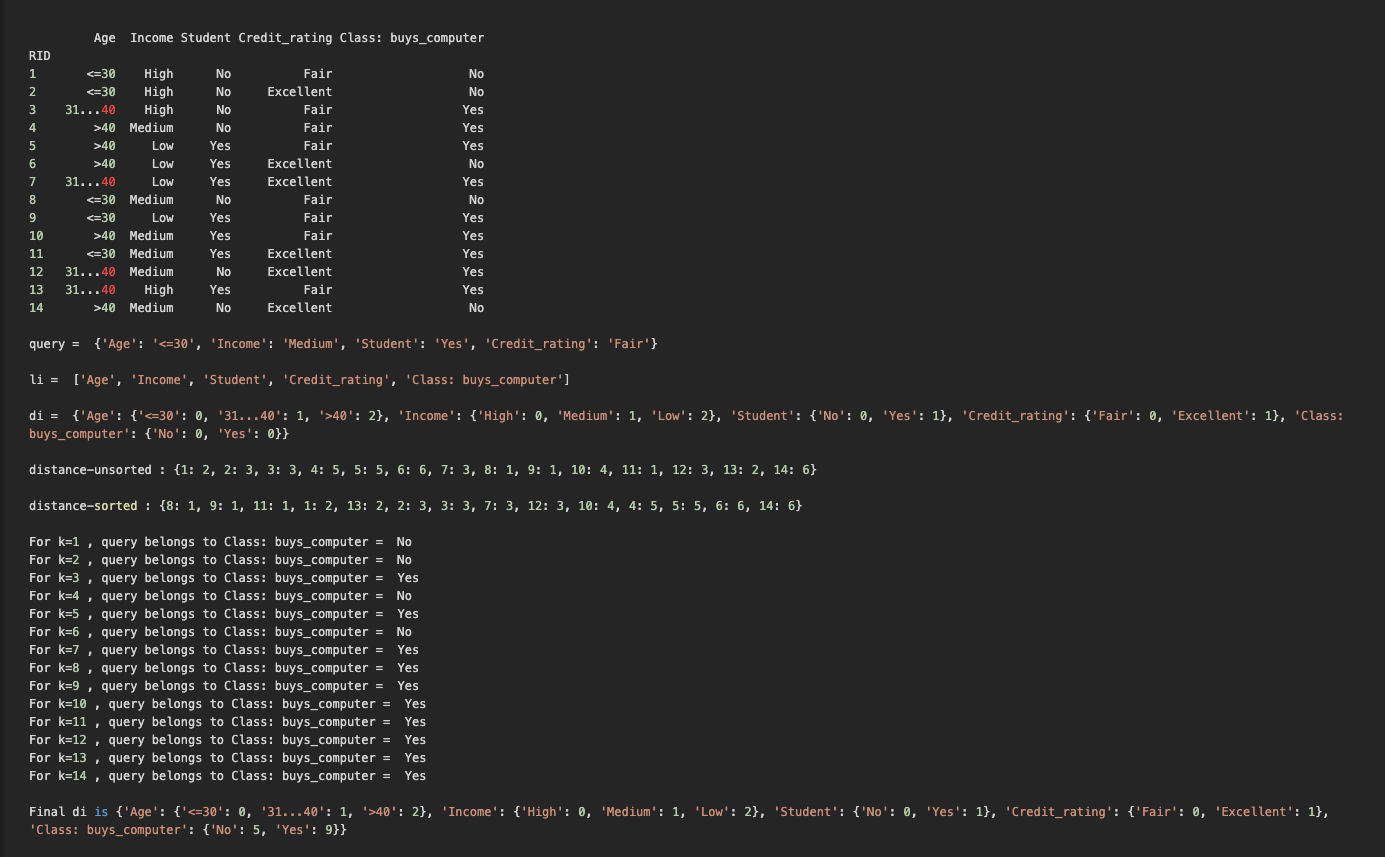 Age Income Student Credit_rating Class: buys_computer
RID
1 <=30 High No Fair No
2 <=30 High No Excellent No
3 31...40 High No Fair Yes
4 >40 Medium No Fair Yes
5 >40 Low Yes Fair Yes
6 >40 Low Yes Excellent No
7 31...40 Low Yes Excellent Yes
8 <=30 Medium No Fair No
9 <=30 Low Yes Fair Yes
10 >40 Medium Yes Fair Yes
11 <=30 Medium Yes Excellent Yes
12 31...40 Medium No Excellent Yes
13 31...40 High Yes Fair Yes
14 >40 Medium No Excellent No
query =  {'Age': '<=30', 'Income': 'Medium', 'Student': 'Yes', 'Credit_rating': 'Fair'}
li =  ['Age', 'Income', 'Student', 'Credit_rating', 'Class: buys_computer']
di =  {'Age': {'<=30': 0, '31...40': 1, '>40': 2}, 'Income': {'High': 0, 'Medium': 1, 'Low': 2}, 'Student': {'No': 0, 'Yes': 1}, 'Credit_rating': {'Fair': 0, 'Excellent': 1}, 'Class:
buys_computer': {'No': 0, 'Yes': 0}}
distance-unsorted : {1: 2, 2: 3, 3: 3, 4: 5, 5: 5, 6: 6, 7: 3, 8: 1, 9: 1, 10: 4, 11: 1, 12: 3, 13: 2, 14: 6}
distance-sorted : {8: 1, 9: 1, 11: 1, 1: 2, 13: 2, 2: 3, 3: 3, 7: 3, 12: 3, 10: 4, 4: 5, 5: 5, 6: 6, 14: 6}
For k=1 , query belongs to Class: buys_computer =  No
For k=2 , query belongs to Class: buys_computer =  No
For k=3 , query belongs to Class: buys_computer =  Yes
For k=4 , query belongs to Class: buys_computer =  No
For k=5 , query belongs to Class: buys_computer =  Yes
For k=6 , query belongs to Class: buys_computer =  No
For k=7 , query belongs to Class: buys_computer =  Yes
For k=8 , query belongs to Class: buys_computer =  Yes
For k=9 , query belongs to Class: buys_computer =  Yes
For k=10 , query belongs to Class: buys_computer =  Yes
For k=11 , query belongs to Class: buys_computer =  Yes
For k=12 , query belongs to Class: buys_computer =  Yes
For k=13 , query belongs to Class: buys_computer =  Yes
For k=14 , query belongs to Class: buys_computer =  Yes
Final di is {'Age': {'<=30': 0, '31...40': 1, '>40': 2}, 'Income': {'High': 0, 'Medium': 1, 'Low': 2}, 'Student': {'No': 0, 'Yes': 1}, 'Credit_rating': {'Fair': 0, 'Excellent': 1},
'Class: buys_computer': {'No': 5, 'Yes': 9}}